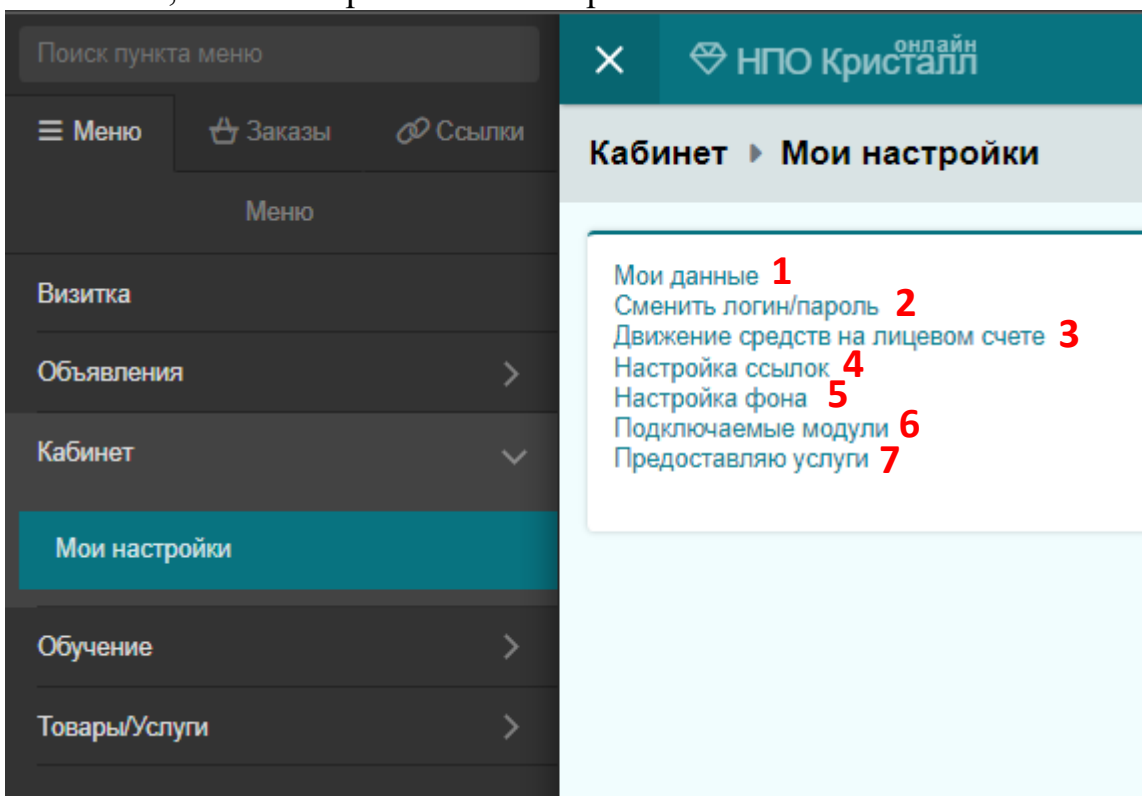 Поиск пункта меню
Меню
Заказы
Ссылки
Меню
Визитка
Объявления
Кабинет
Мои настройки
Обучение
Товары/Услуги
НПО Кристалл онлайн
Кабинет ▸ Мои настройки
Мои данные 1
Сменить логин/пароль 2
Движение средств на лицевом счете 3
Настройка ссылок 4
Настройка фона 5
Подключаемые модули 6
Предоставляю услуги 7